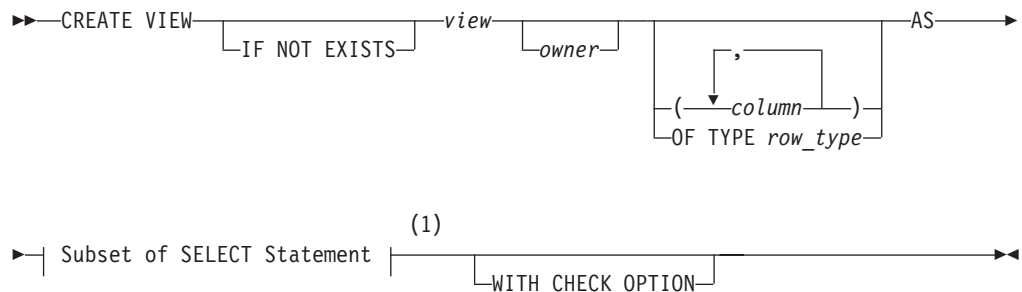 CREATE VIEW view AS
IF NOT EXISTS owner ,
( column )
OF TYPE row_type
(1)
Subset of SELECT Statement
WITH CHECK OPTION